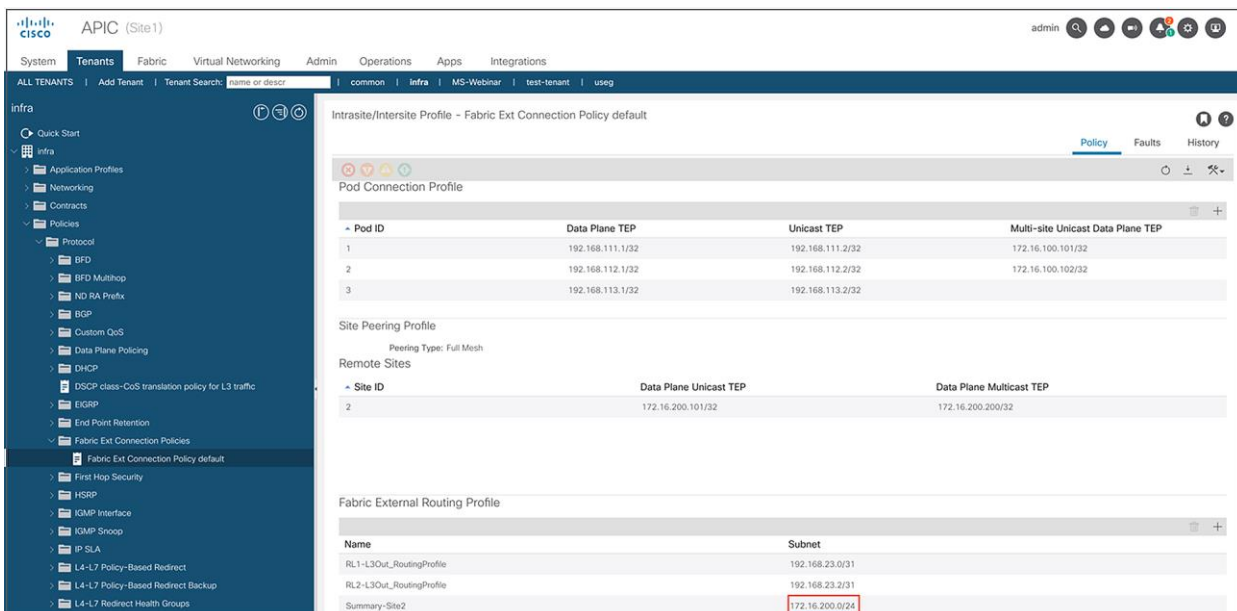 CISCO
APIC (Site1)
admin
2
1
System Tenants Fabric Virtual Networking Admin Operations Apps Integrations
ALL TENANTS | Add Tenant | Tenant Search: name or descr | common | infra | MS-Webinar | test-tenant | useg
infra
Quick Start
infra
Application Profiles
Networking
Contracts
Policies
Protocol
BFD
BFD Multihop
ND RA Prefix
BGP
Custom QoS
Data Plane Policing
DHCP
DSCP class-CoS translation policy for L3 traffic
EIGRP
End Point Retention
Fabric Ext Connection Policies
Fabric Ext Connection Policy default
First Hop Security
HSRP
IGMP Interface
IGMP Snoop
IP SLA
L4-L7 Policy-Based Redirect
L4-L7 Policy-Based Redirect Backup
L4-L7 Redirect Health Groups
Intrasite/Intersite Profile - Fabric Ext Connection Policy default
Policy Faults History
Pod Connection Profile
Pod ID Data Plane TEP Unicast TEP Multi-site Unicast Data Plane TEP
1 192.168.111.1/32 192.168.111.2/32 172.16.100.101/32
2 192.168.112.1/32 192.168.112.2/32 172.16.100.102/32
3 192.168.113.1/32 192.168.113.2/32
Site Peering Profile
Peering Type: Full Mesh
Remote Sites
Site ID Data Plane Unicast TEP Data Plane Multicast TEP
2 172.16.200.101/32 172.16.200.200/32
Fabric External Routing Profile
Name Subnet
RL1-L3Out_RoutingProfile 192.168.23.0/31
RL2-L3Out_RoutingProfile 192.168.23.2/31
Summary-Site2 172.16.200.0/24